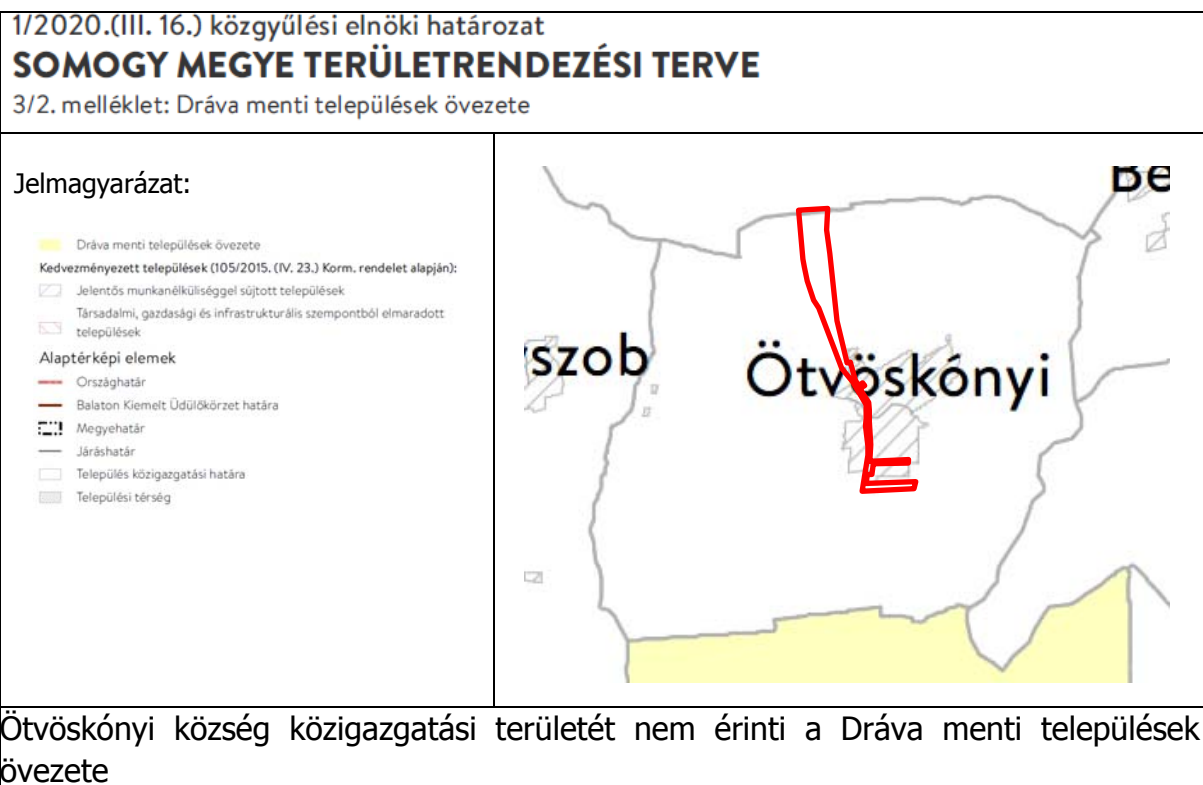 1/2020.(III. 16.) közgyűlési elnöki határozat
SOMOGY MEGYE TERÜLETRENDEZÉSI TERVE
3/2. melléklet: Dráva menti települések övezete
Jelmagyarázat:
Dráva menti települések övezete
Kedvezményezett települések (105/2015. (IV. 23.) Korm. rendelet alapján):
Jelentős munkanélküliséggel sújtott települések
Társadalmi, gazdasági és infrastrukturális szempontból elmaradott
települések
Alaptérképi elemek
Országhatár
Balaton Kiemelt Üdülőkörzet határa
Megyehatár
Járáshatár
Település közigazgatási határa
Települési térség
Be
szob
Ötvöskónyi
Ötvöskónyi község közigazgatási területét nem érinti a Dráva menti települések
övezete